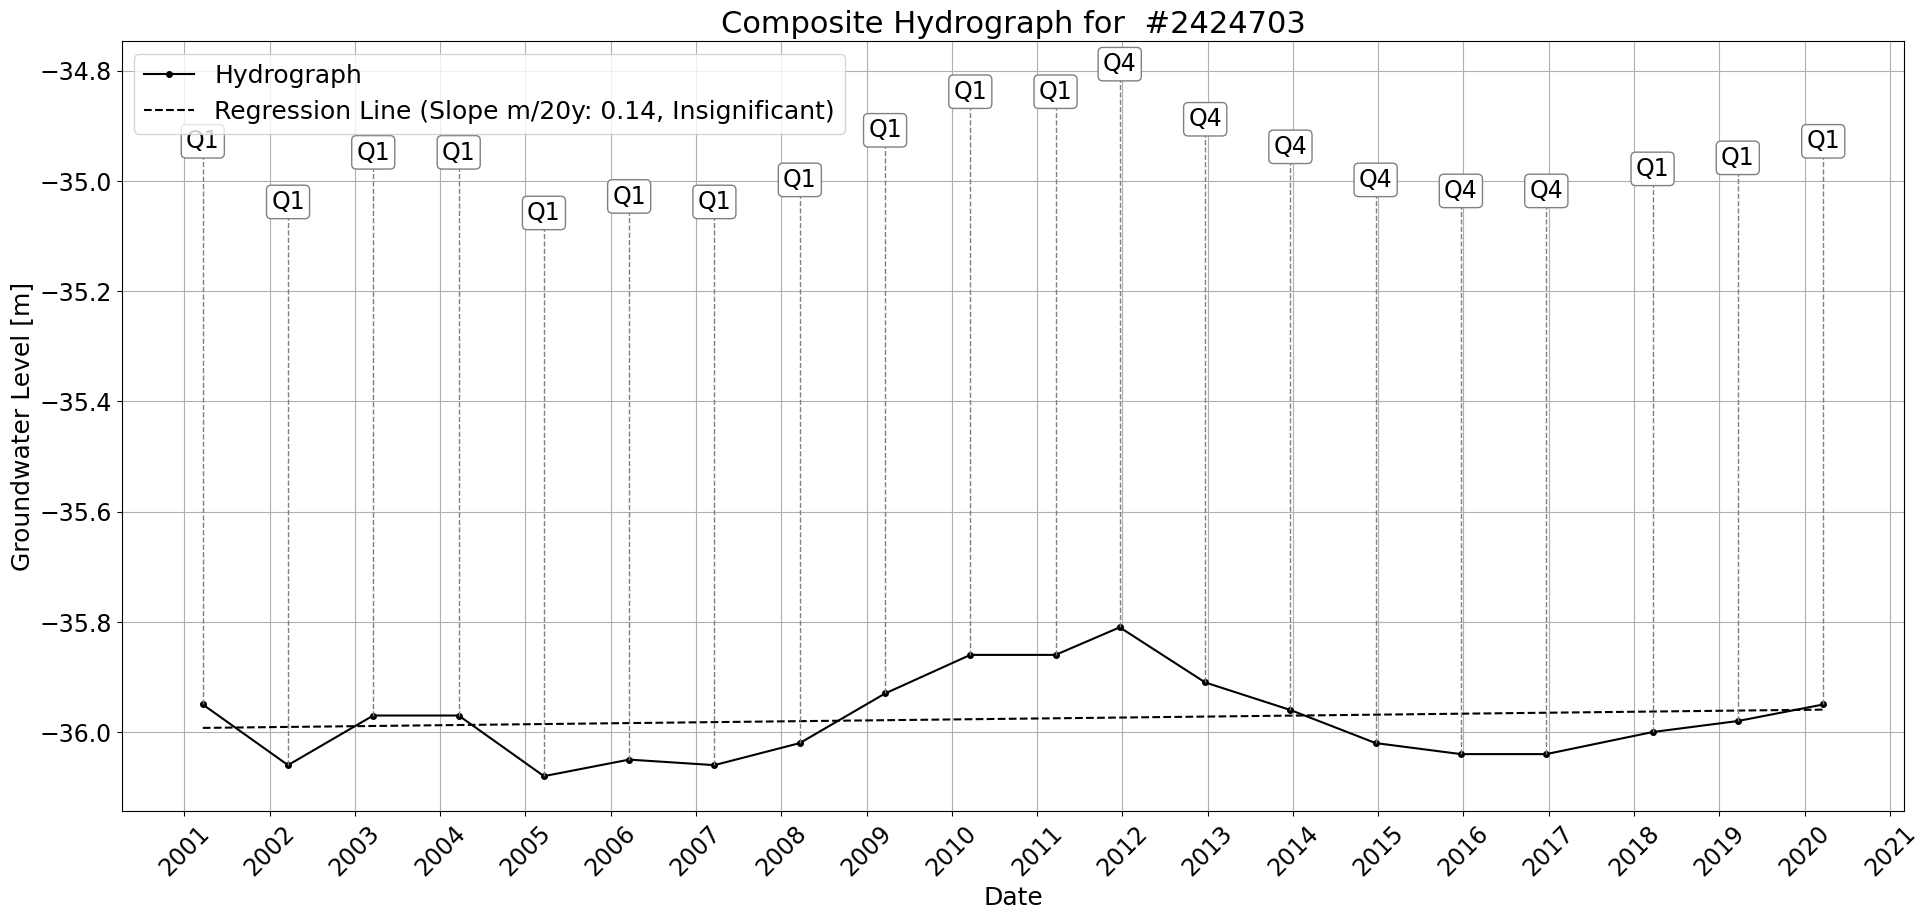 Composite Hydrograph for  #2424703
Hydrograph
Regression Line (Slope m/20y: 0.14, Insignificant)
Q1
Q1
Q1
Q1
Q1
Q1
Q1
Q1
Q1
Q1
Q1
Q4
Q4
Q4
Q4
Q4
Q4
Q1
Q1
Q1
Groundwater Level [m]
−34.8
−35.0
−35.2
−35.4
−35.6
−35.8
−36.0
2001
2002
2003
2004
2005
2006
2007
2008
2009
2010
2011
2012
2013
2014
2015
2016
2017
2018
2019
2020
2021
Date